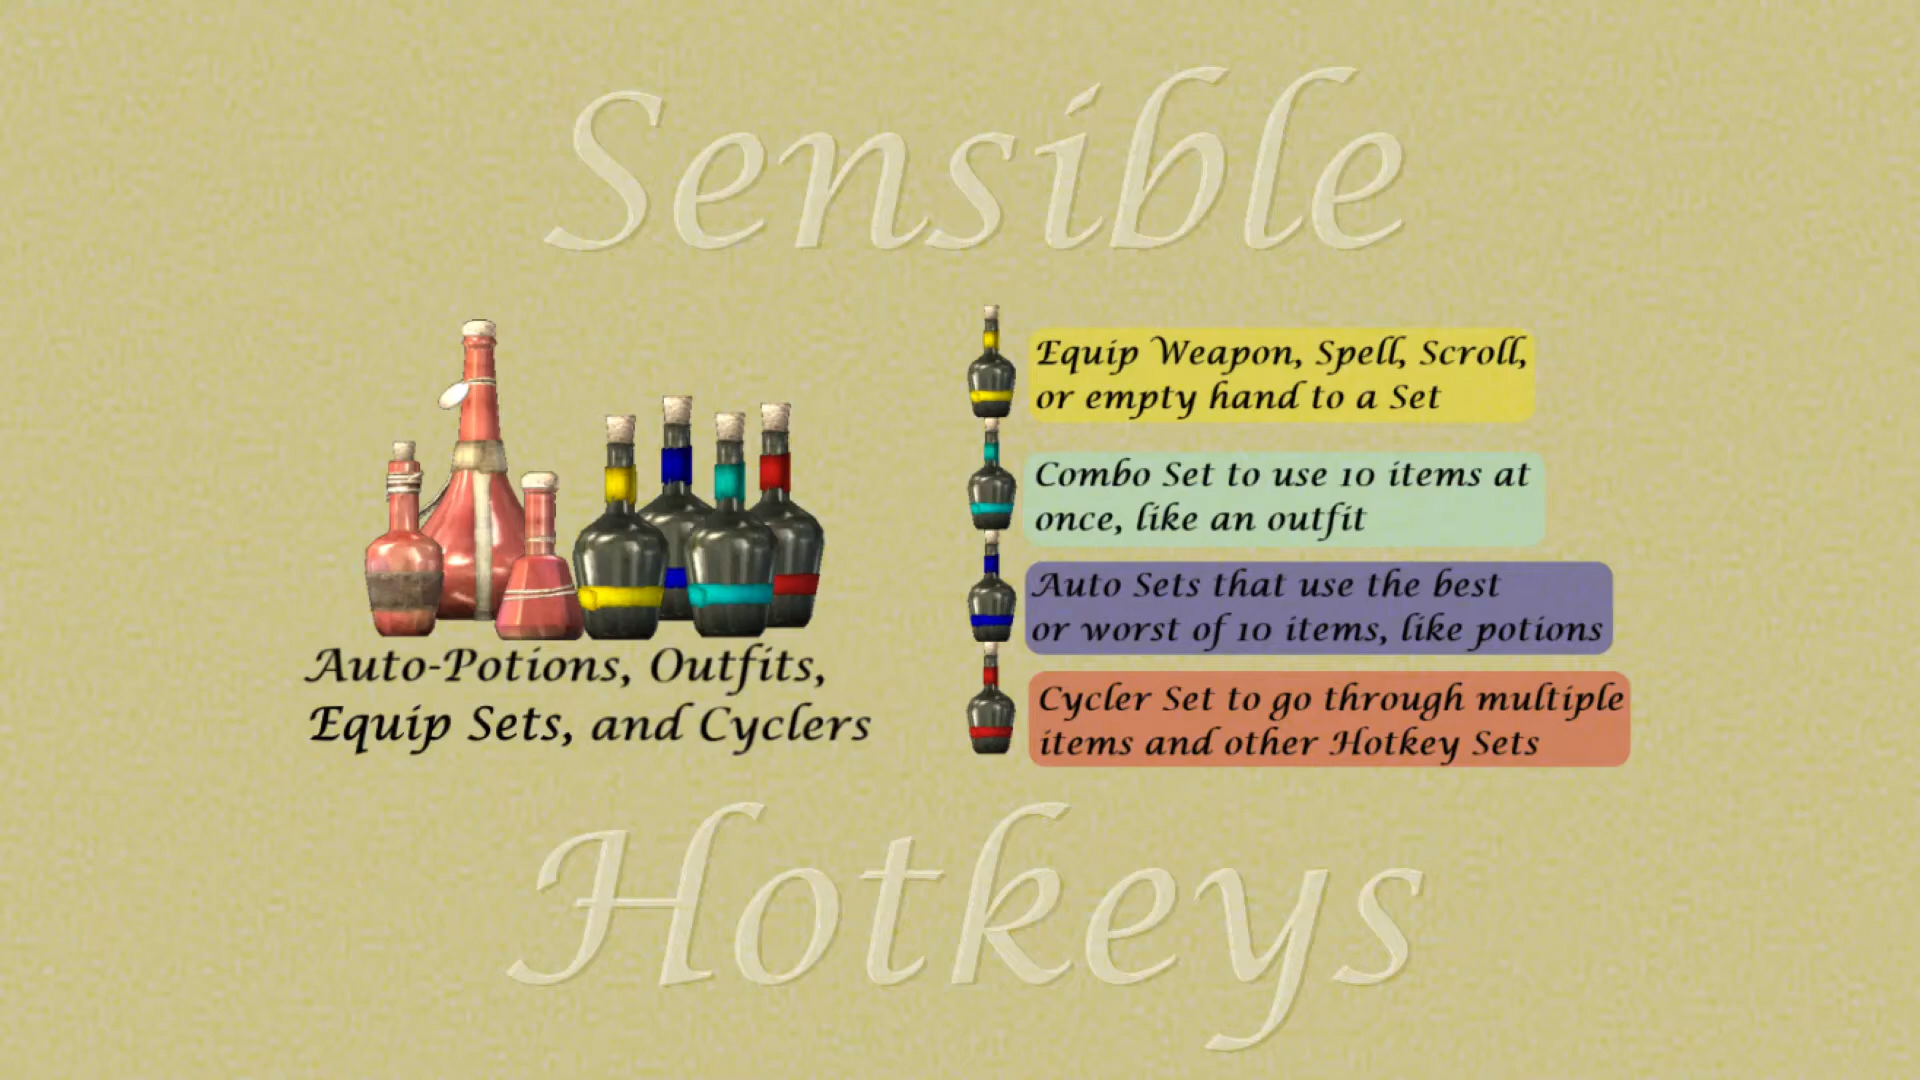 Sensible
Auto-Potions, Outfits,
Equip Sets, and Cyclers
Equip Weapon, Spell, Scroll,
or empty hand to a Set
Combo Set to use 10 items at
once, like an outfit
Auto Sets that use the best
or worst of 10 items, like potions
Cycler Set to go through multiple
items and other Hotkey Sets
Hotkeys